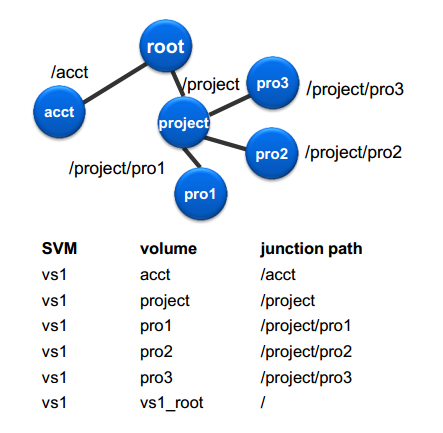 root
/acct
/project
pro3
/project/pro3
acct
project
pro2
/project/pro2
/project/pro1
pro1
SVM volume junction path
vs1 acct /acct
vs1 project /project
vs1 pro1 /project/pro1
vs1 pro2 /project/pro2
vs1 pro3 /project/pro3
vs1 vs1_root /